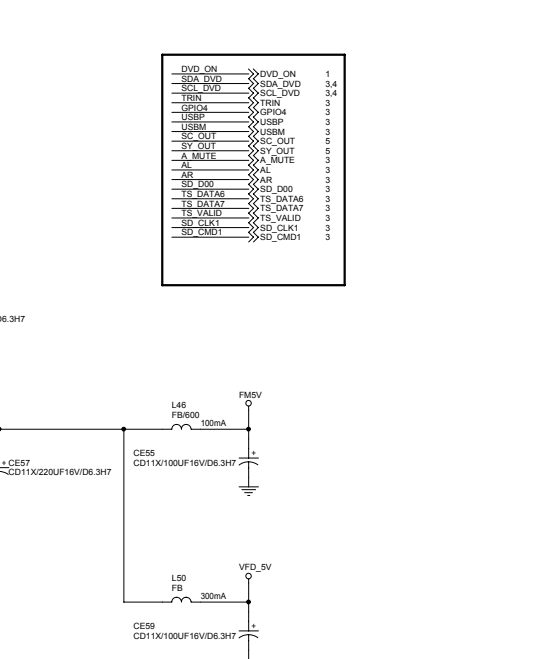 DVD_ON DVD_ON 1
SDA_DVD SDA_DVD 3,4
SCL_DVD SCL_DVD 3,4
TRIN TRIN 3
GPIO4 GPIO4 3
USBP USBP 3
USBM USBM 3
SC_OUT SC_OUT 5
SY_OUT SY_OUT 5
A_MUTE A_MUTE 3
AL AL 3
AR AR 3
SD_D00 SD_D00 3
TS_DATA6 TS_DATA6 3
TS_DATA7 TS_DATA7 3
TS_VALID TS_VALID 3
SD_CLK1 SD_CLK1 3
SD_CMD1 SD_CMD1 3
D6.3H7
FM5V
L46
FB/600
100mA
CE55
CD11X/100UF16V/D6.3H7
+
+ CE57
CD11X/220UF16V/D6.3H7
VFD_5V
L50
FB
300mA
CE59
CD11X/100UF16V/D6.3H7
+